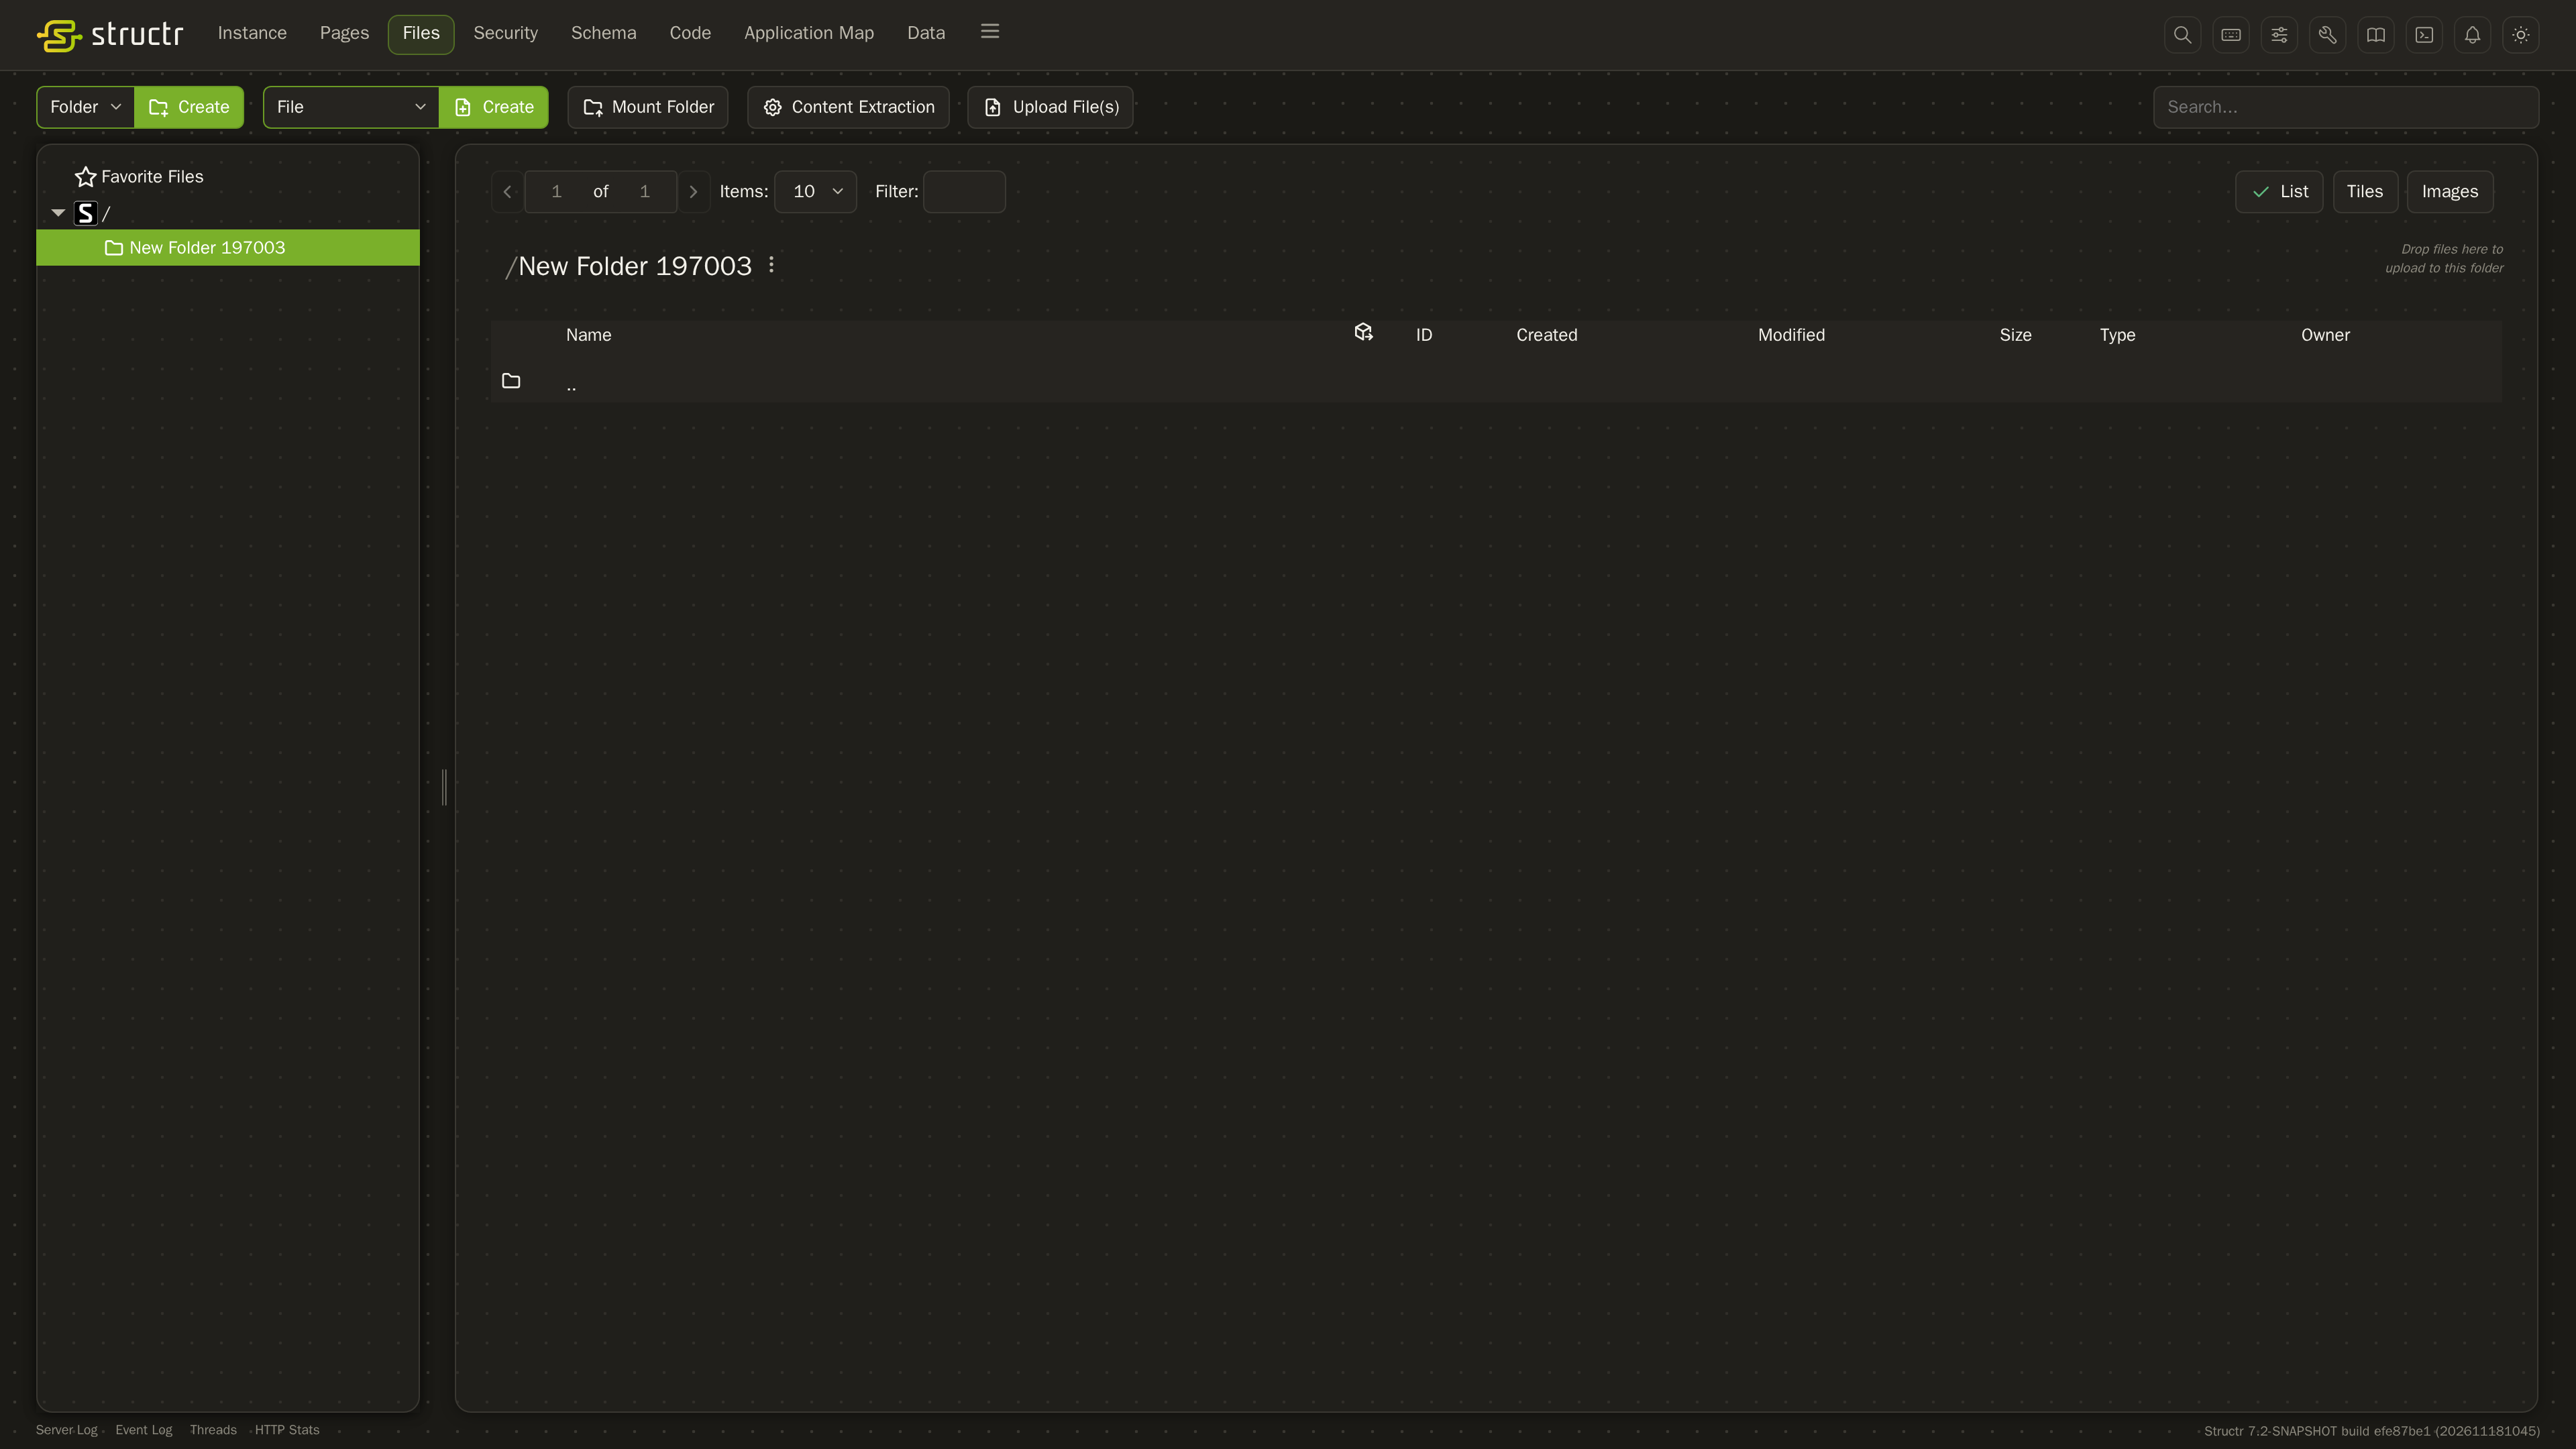 structr Instance Pages Files Security Schema Code Application Map Data
Folder Create File Create Mount Folder Content Extraction Upload File(s) Search...
Favorite Files
/
New Folder 197003
1 of 1 Items: 10 Filter: List Tiles Images
/New Folder 197003
Drop files here to
upload to this folder
Name ID Created Modified Size Type Owner
..
Server Log Event Log Threads HTTP Stats
Structr 7.2-SNAPSHOT build efe87be1 (202611181045)